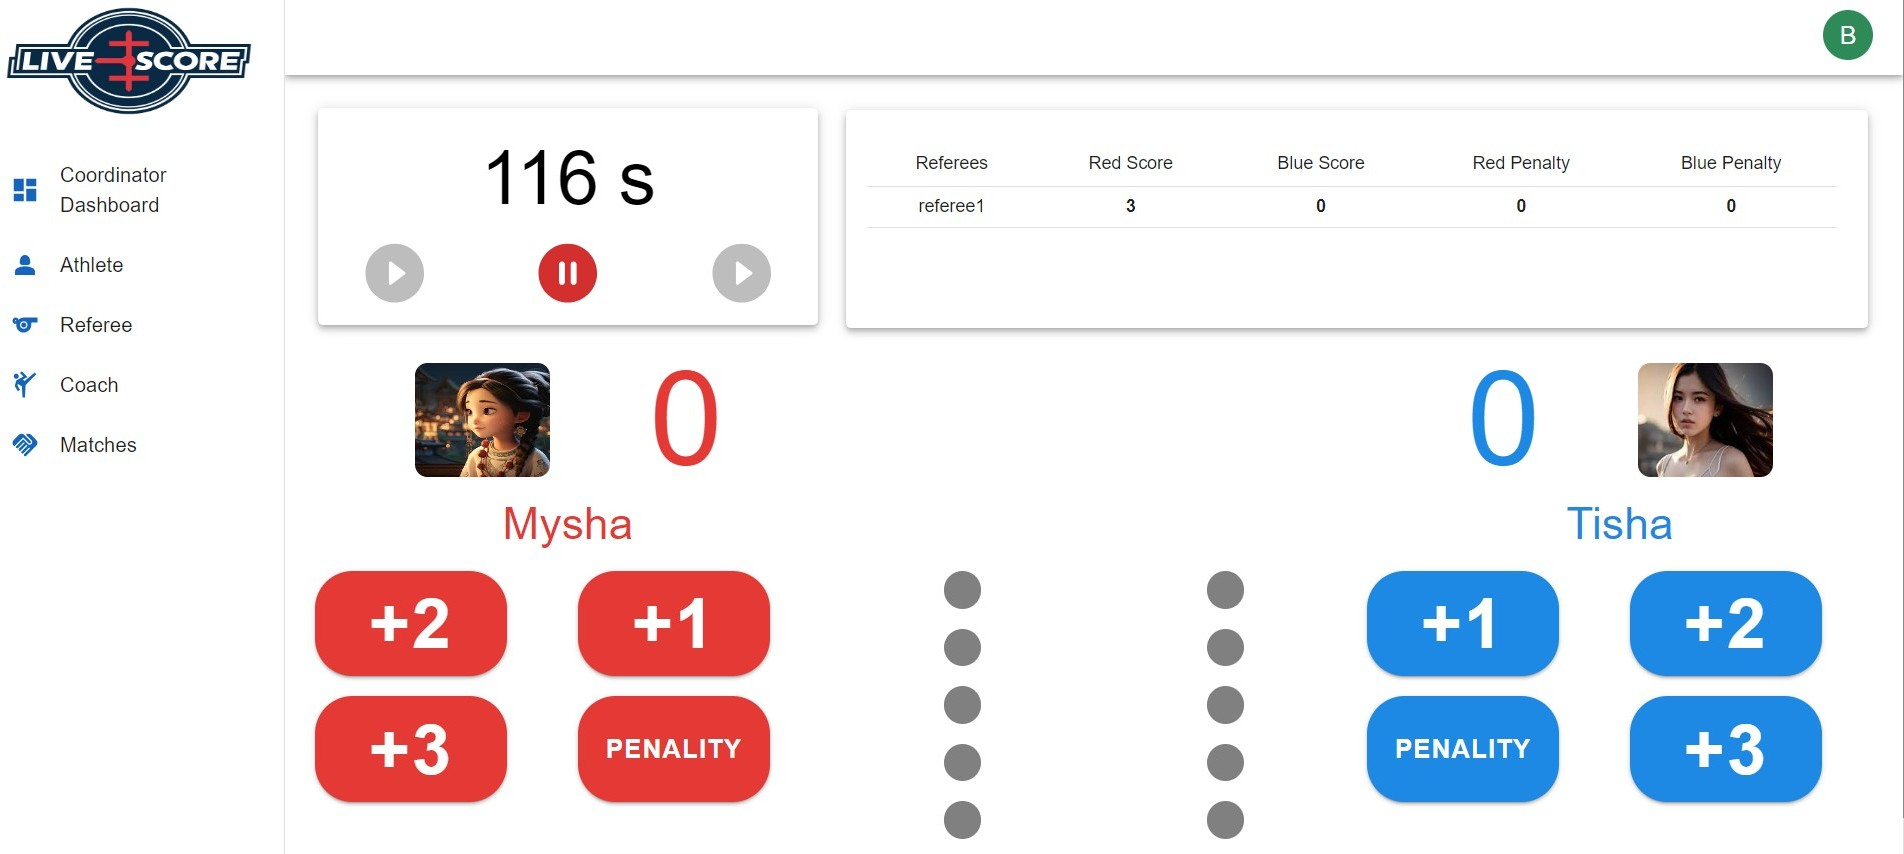 LIVE SCORE
B
Coordinator
Dashboard
Athlete
Referee
Coach
Matches
116 s
Referees Red Score Blue Score Red Penalty Blue Penalty
referee1 3 0 0 0
0
0
Mysha
Tisha
+2 +1 +1 +2
+3 PENALITY PENALITY +3